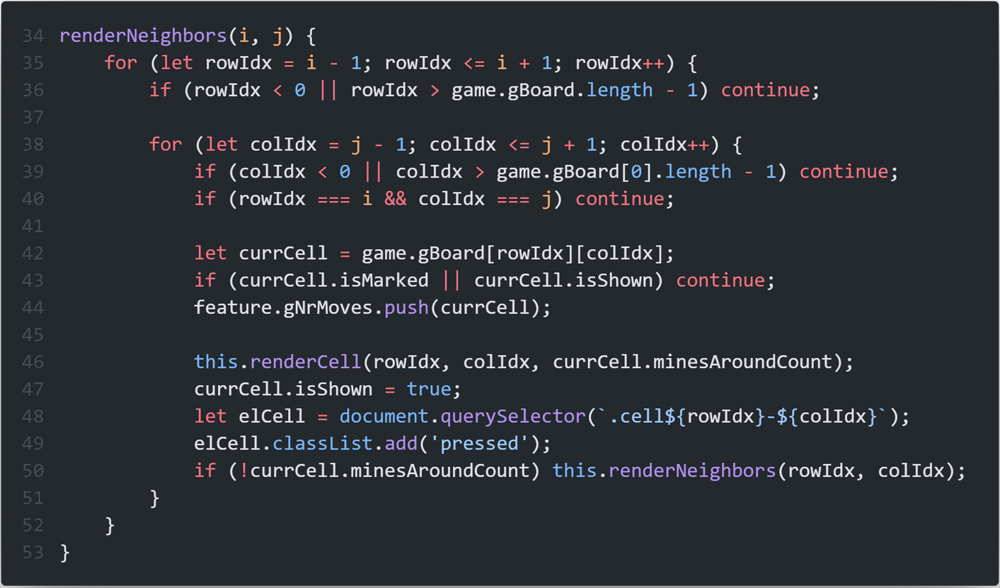 34 renderNeighbors(i, j) {
35     for (let rowIdx = i - 1; rowIdx <= i + 1; rowIdx++) {
36         if (rowIdx < 0 || rowIdx > game.gBoard.length - 1) continue;
37
38         for (let colIdx = j - 1; colIdx <= j + 1; colIdx++) {
39             if (colIdx < 0 || colIdx > game.gBoard[0].length - 1) continue;
40             if (rowIdx === i && colIdx === j) continue;
41
42             let currCell = game.gBoard[rowIdx][colIdx];
43             if (currCell.isMarked || currCell.isShown) continue;
44             feature.gNrMoves.push(currCell);
45
46             this.renderCell(rowIdx, colIdx, currCell.minesAroundCount);
47             currCell.isShown = true;
48             let elCell = document.querySelector(`.cell${rowIdx}-${colIdx}`);
49             elCell.classList.add('pressed');
50             if (!currCell.minesAroundCount) this.renderNeighbors(rowIdx, colIdx);
51         }
52     }
53 }